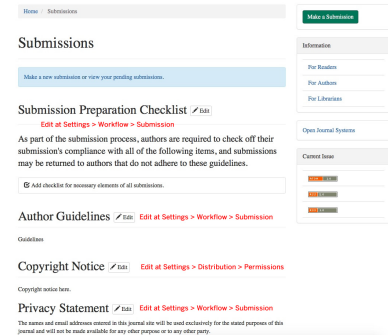 Home / Submissions
Submissions
Make a new submission or view your pending submissions.
Submission Preparation Checklist Edit
Edit at Settings > Workflow > Submission
As part of the submission process, authors are required to check off their
submission's compliance with all of the following items, and submissions
may be returned to authors that do not adhere to these guidelines.
Add checklist for necessary elements of all submissions.
Author Guidelines Edit Edit at Settings > Workflow > Submission
Guidelines
Copyright Notice Edit Edit at Settings > Distribution > Permissions
Copyright notice here.
Privacy Statement Edit Edit at Settings > Workflow > Submission
The names and email addresses entered in this journal site will be used exclusively for the stated purposes of this
journal and will not be made available for any other purpose or to any other party.
Make a Submission
Information
For Readers
For Authors
For Librarians
Open Journal Systems
Current Issue